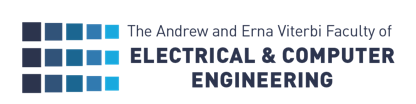 The Andrew and Erna Viterbi Faculty of
ELECTRICAL & COMPUTER
ENGINEERING